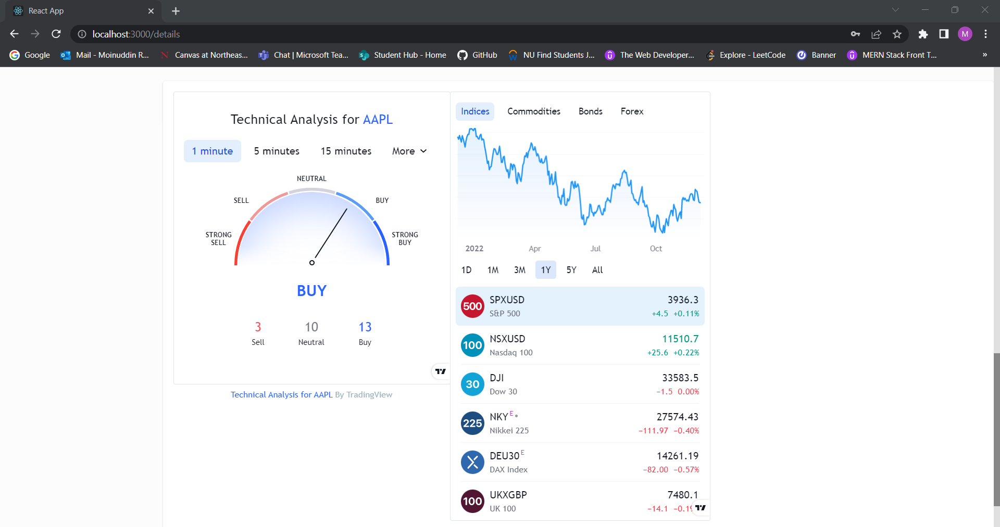 React App
localhost:3000/details
M
Google
Mail - Moinuddin R...
Canvas at Northeas...
Chat | Microsoft Tea...
Student Hub - Home
GitHub
NU Find Students J...
The Web Developer...
Explore - LeetCode
Banner
MERN Stack Front T...
»
Technical Analysis for AAPL
1 minute 5 minutes 15 minutes More
NEUTRAL
SELL
BUY
STRONG
SELL
STRONG
BUY
BUY
3 10 13
Sell Neutral Buy
Technical Analysis for AAPL By TradingView
Indices Commodities Bonds Forex
2022 Apr Jul Oct
1D 1M 3M 1Y 5Y All
500 SPXUSD 3936.3
S&P 500 +4.5 +0.11%
100 NSXUSD 11510.7
Nasdaq 100 +25.6 +0.22%
30 DJI 33583.5
Dow 30 −1.5 0.00%
225 NKY E 27574.43
Nikkei 225 −111.97 −0.40%
DEU30 E 14261.19
DAX Index −82.00 −0.57%
100 UKXGBP 7480.1
UK 100 −14.1